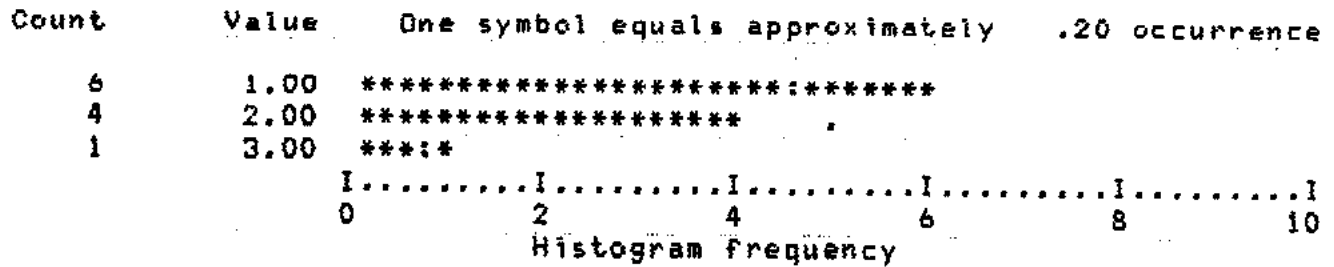 Count Value One symbol equals approximately .20 occurrence
6 1.00 **********************:*******
4 2.00 ******************** .
1 3.00 ***:*
I.........I.........I.........I.........I.........I
0 2 4 6 8 10
Histogram frequency